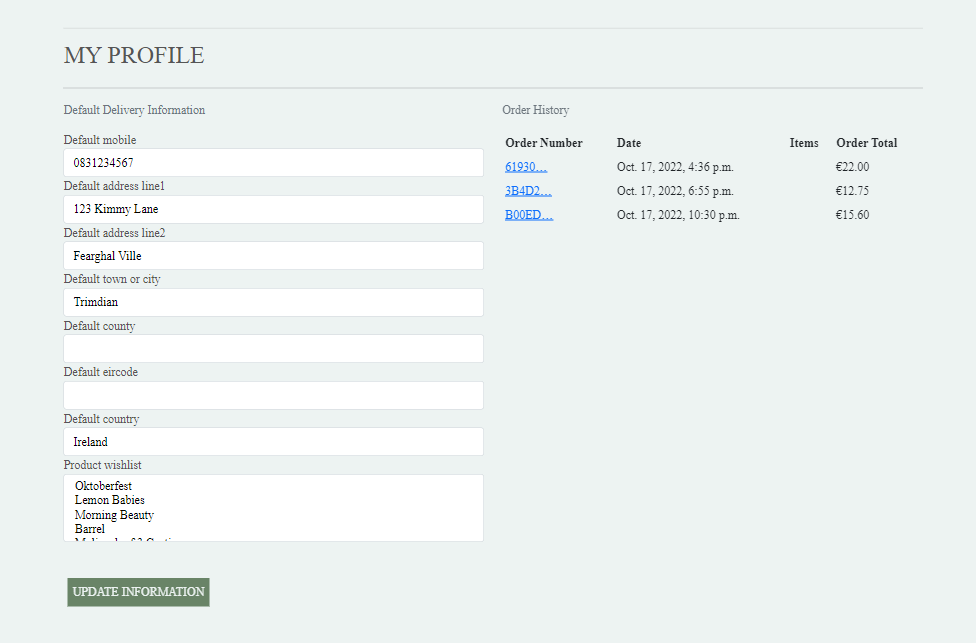 MY PROFILE
Default Delivery Information
Default mobile
0831234567
Default address line1
123 Kimmy Lane
Default address line2
Fearghal Ville
Default town or city
Trimdian
Default county
Default eircode
Default country
Ireland
Product wishlist
Oktoberfest
Lemon Babies
Morning Beauty
Barrel
UPDATE INFORMATION
Order History
Order Number Date Items Order Total
61930... Oct. 17, 2022, 4:36 p.m. €22.00
3B4D2... Oct. 17, 2022, 6:55 p.m. €12.75
B00ED... Oct. 17, 2022, 10:30 p.m. €15.60